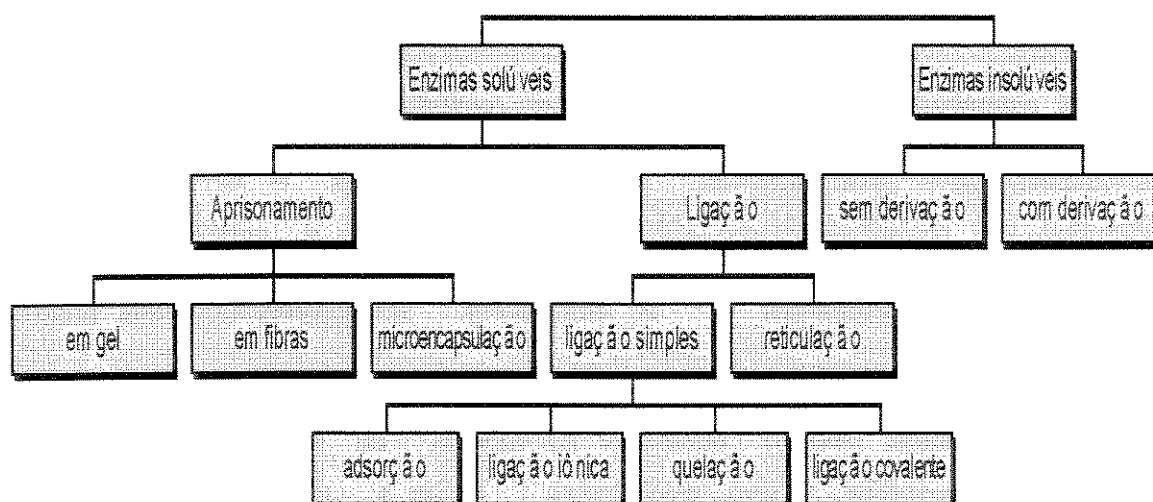 Enzimas solúveis
Enzimas insolúveis
Aprisonamento
Ligação
sem derivação
com derivação
em gel
em fibras
microencapsulação
ligação simples
reticulação
adsorção
ligação iônica
quelação
ligação covalente